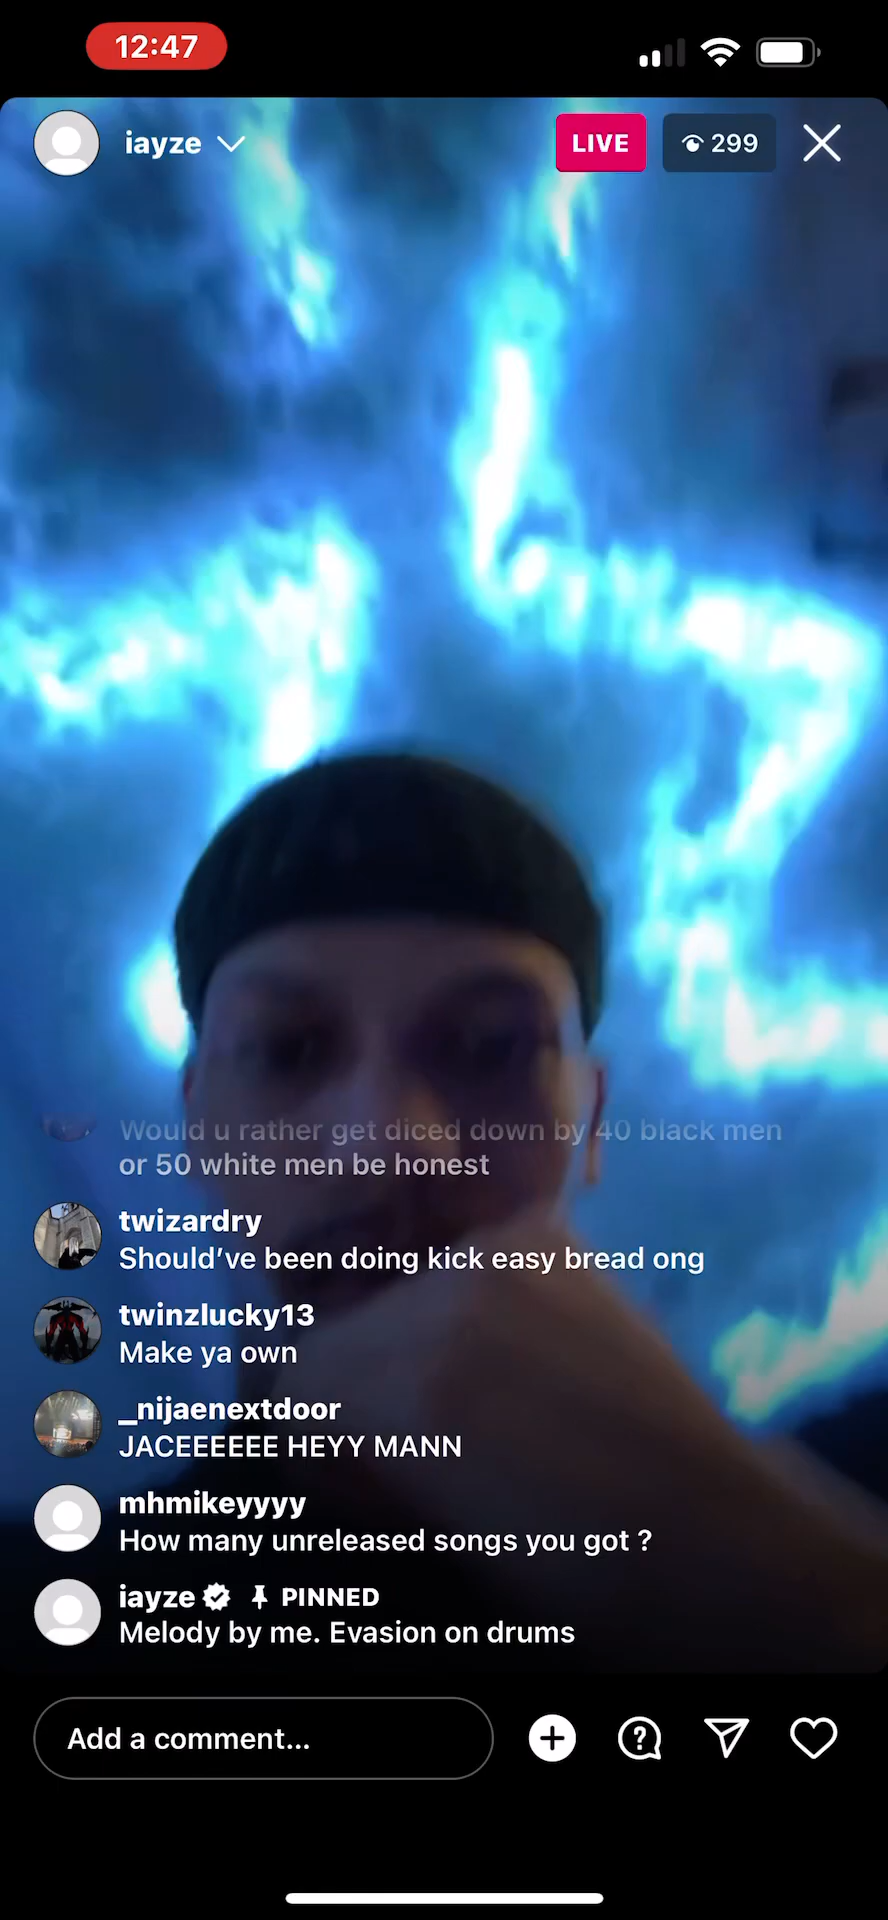 12:47
iayze
LIVE
299
Would u rather get diced down by 40 black men
or 50 white men be honest
twizardry
Should’ve been doing kick easy bread ong
twinzlucky13
Make ya own
_nijaenextdoor
JACEEEEEE HEYY MANN
mhmikeyyyy
How many unreleased songs you got ?
iayze PINNED
Melody by me. Evasion on drums
Add a comment...